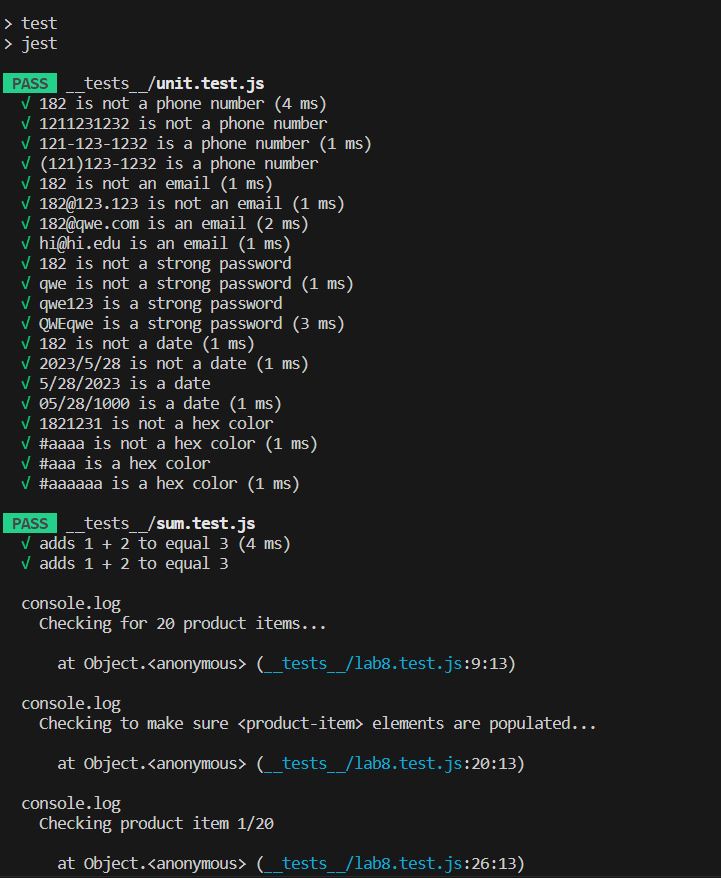 > test
> jest
PASS __tests__/unit.test.js
√ 182 is not a phone number (4 ms)
√ 1211231232 is not a phone number
√ 121-123-1232 is a phone number (1 ms)
√ (121)123-1232 is a phone number
√ 182 is not an email (1 ms)
√ 182@123.123 is not an email (1 ms)
√ 182@qwe.com is an email (2 ms)
√ hi@hi.edu is an email (1 ms)
√ 182 is not a strong password
√ qwe is not a strong password (1 ms)
√ qwe123 is a strong password
√ QWEqwe is a strong password (3 ms)
√ 182 is not a date (1 ms)
√ 2023/5/28 is not a date (1 ms)
√ 5/28/2023 is a date
√ 05/28/1000 is a date (1 ms)
√ 1821231 is not a hex color
√ #aaaa is not a hex color (1 ms)
√ #aaa is a hex color
√ #aaaaaa is a hex color (1 ms)
PASS __tests__/sum.test.js
√ adds 1 + 2 to equal 3 (4 ms)
√ adds 1 + 2 to equal 3
console.log
Checking for 20 product items...
at Object.<anonymous> (__tests__/lab8.test.js:9:13)
console.log
Checking to make sure <product-item> elements are populated...
at Object.<anonymous> (__tests__/lab8.test.js:20:13)
console.log
Checking product item 1/20
at Object.<anonymous> (__tests__/lab8.test.js:26:13)